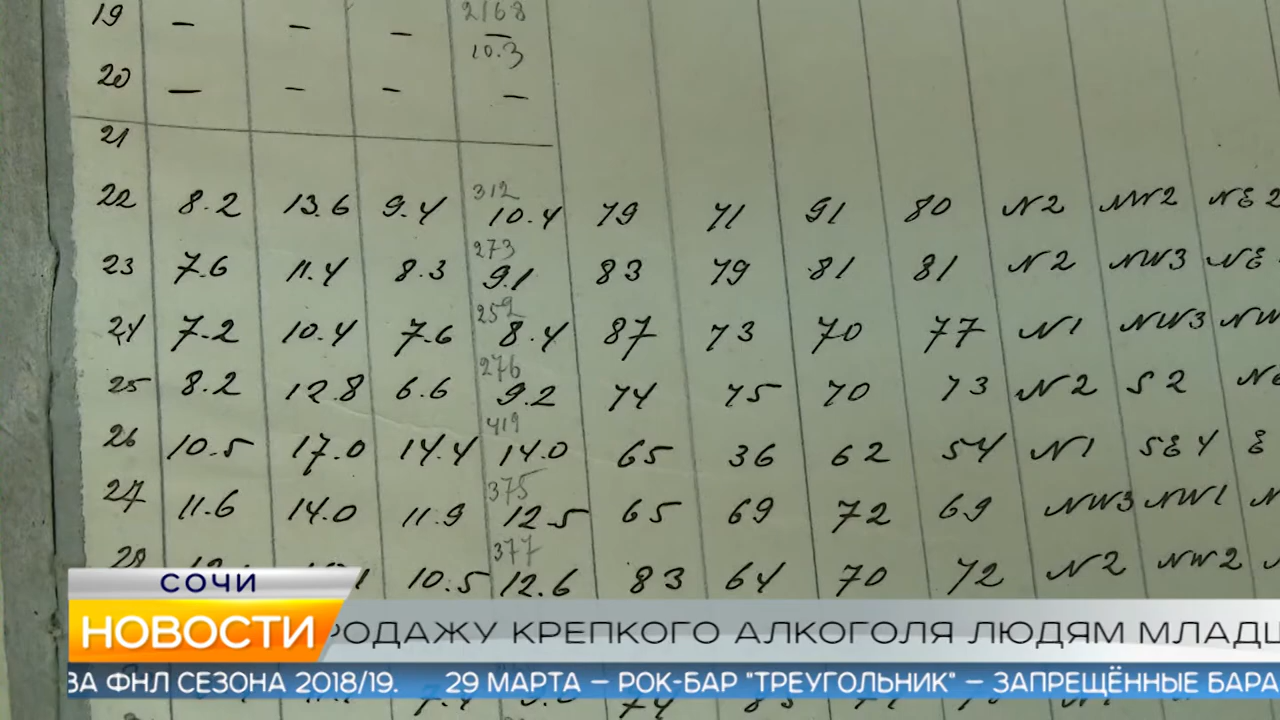 19 — — — 2168
—
10.3
20 — — — —
21
312
22 8.2 13.6 9.4 10.4 79 71 91 80 N2 NW2 NE 2
273
23 7.6 11.4 8.3 9.1 83 79 81 81 N2 NW3 NE
259
24 7.2 10.4 7.6 8.4 87 73 70 77 N1 NW3 NW
276
25 8.2 12.8 6.6 9.2 74 75 70 73 N2 S2
419
26 10.5 17.0 14.4 14.0 65 36 62 54 N1 SE4 E
375
27 11.6 14.0 11.9 12.5 65 69 72 69 NW3 NW1
377
28 10.5 12.6 83 64 70 72 N2 NW2
СОЧИ
НОВОСТИ
РОДАЖУ КРЕПКОГО АЛКОГОЛЯ ЛЮДЯМ МЛАДШ
ВА ФНЛ СЕЗОНА 2018/19. 29 МАРТА – РОК-БАР "ТРЕУГОЛЬНИК" – ЗАПРЕЩЁННЫЕ БАРА